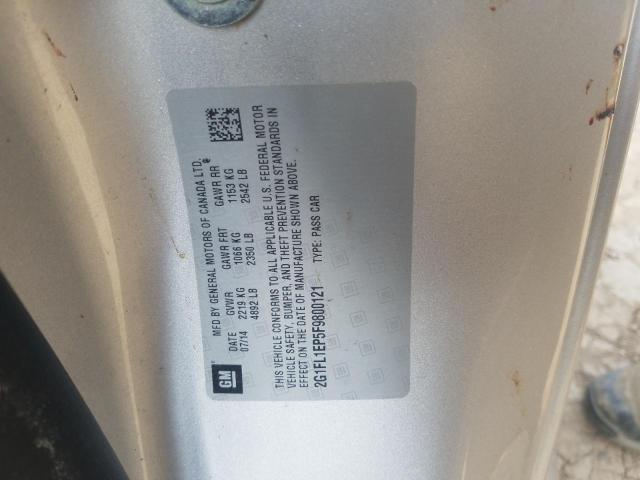 GM
MFD BY GENERAL MOTORS OF CANADA LTD.
DATE GVWR GAWR FRT GAWR RR
07/14 2219 KG 1066 KG 1153 KG
4892 LB 2350 LB 2542 LB
THIS VEHICLE CONFORMS TO ALL APPLICABLE U.S. FEDERAL MOTOR
VEHICLE SAFETY, BUMPER, AND THEFT PREVENTION STANDARDS IN
EFFECT ON THE DATE OF MANUFACTURE SHOWN ABOVE.
2G1FL1EP5F9800121 TYPE: PASS CAR